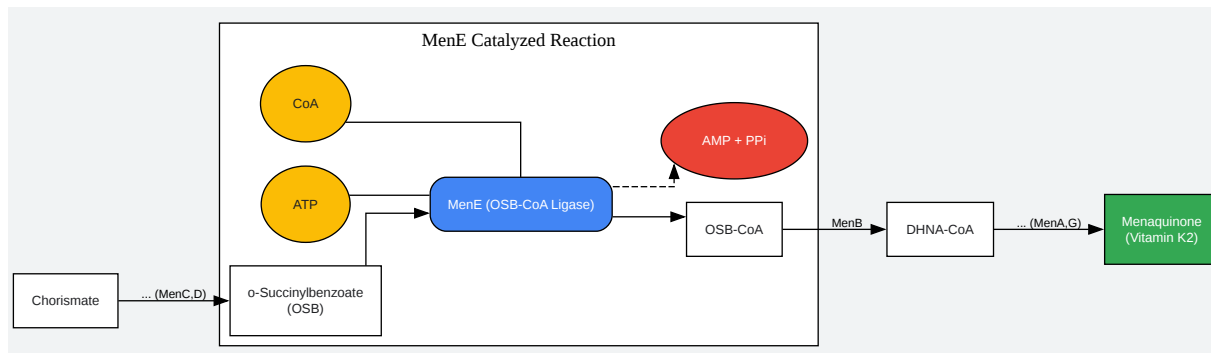 MenE Catalyzed Reaction
CoA
ATP
MenE (OSB-CoA Ligase)
AMP + PPi
OSB-CoA
MenB
DHNA-CoA
... (MenA,G)
Menaquinone
(Vitamin K2)
Chorismate
... (MenC,D)
o-Succinylbenzoate
(OSB)